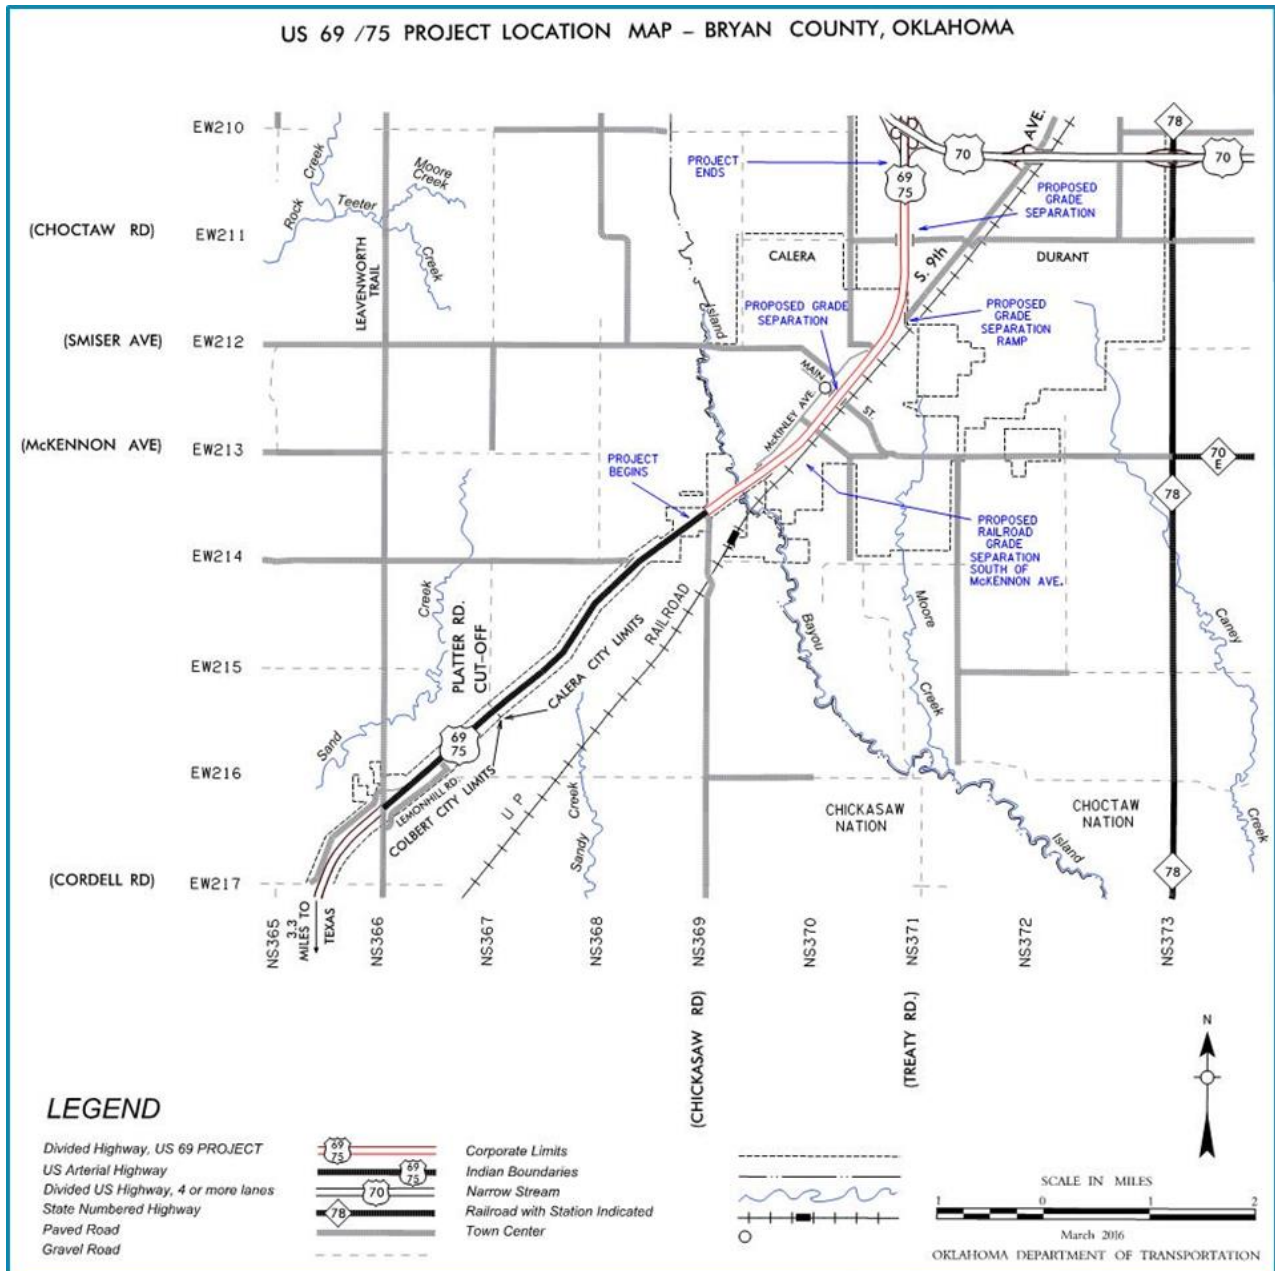 US 69 /75 PROJECT LOCATION MAP – BRYAN COUNTY, OKLAHOMA
EW210
Creek
Moore
Creek
Rock
Teeter
Creek
(CHOCTAW RD)
EW211
LEAVENWORTH
TRAIL
PROJECT
ENDS
69
75
70
AVE.
78
70
PROPOSED
GRADE
SEPARATION
CALERA
S. 9th
DURANT
(SMISER AVE)
EW212
Island
PROPOSED GRADE
SEPARATION
PROPOSED
GRADE
SEPARATION
RAMP
MAIN
ST.
McKINLEY AVE.
(McKENNON AVE)
EW213
PROJECT
BEGINS
70
E
78
PROPOSED
RAILROAD
GRADE
SEPARATION
SOUTH OF
McKENNON AVE.
EW214
Creek
PLATTER RD.
CUT-OFF
RAILROAD
CALERA CITY LIMITS
Bayou
Moore
Creek
Caney
EW215
Sand
69
75
EW216
LEMONHILL RD.
COLBERT CITY LIMITS
U P
Creek
Sandy
CHICKASAW
NATION
CHOCTAW
NATION
Island
Creek
(CORDELL RD)
EW217
78
NS365
3.3
MILES TO
TEXAS
NS366
NS367
NS368
NS369
NS370
NS371
NS372
NS373
(CHICKASAW RD)
(TREATY RD.)
N
LEGEND
Divided Highway, US 69 PROJECT
69
75
US Arterial Highway
69
75
Divided US Highway, 4 or more lanes
70
State Numbered Highway
78
Paved Road
Gravel Road
Corporate Limits
Indian Boundaries
Narrow Stream
Railroad with Station Indicated
Town Center
SCALE IN MILES
1 0 1 2
March 2016
OKLAHOMA DEPARTMENT OF TRANSPORTATION